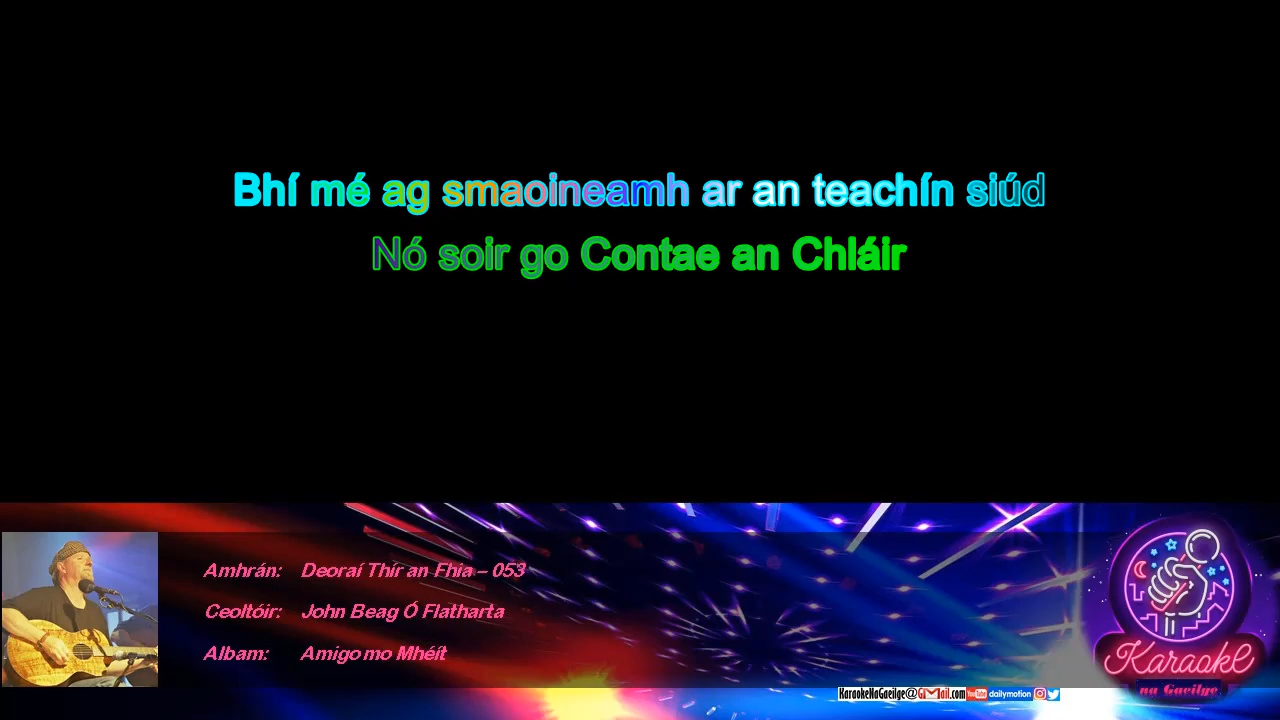 Bhí mé ag smaoineamh ar an teachín siúd
Nó soir go Contae an Chláir
Amhrán: Deoraí Thír an Fhia – 053
Ceoltóir: John Beag Ó Flatharta
Albam: Amigo mo Mhéít
Karaoke
na Gaeilge
KaraokeNaGaeilge@GMail.com YouTube dailymotion